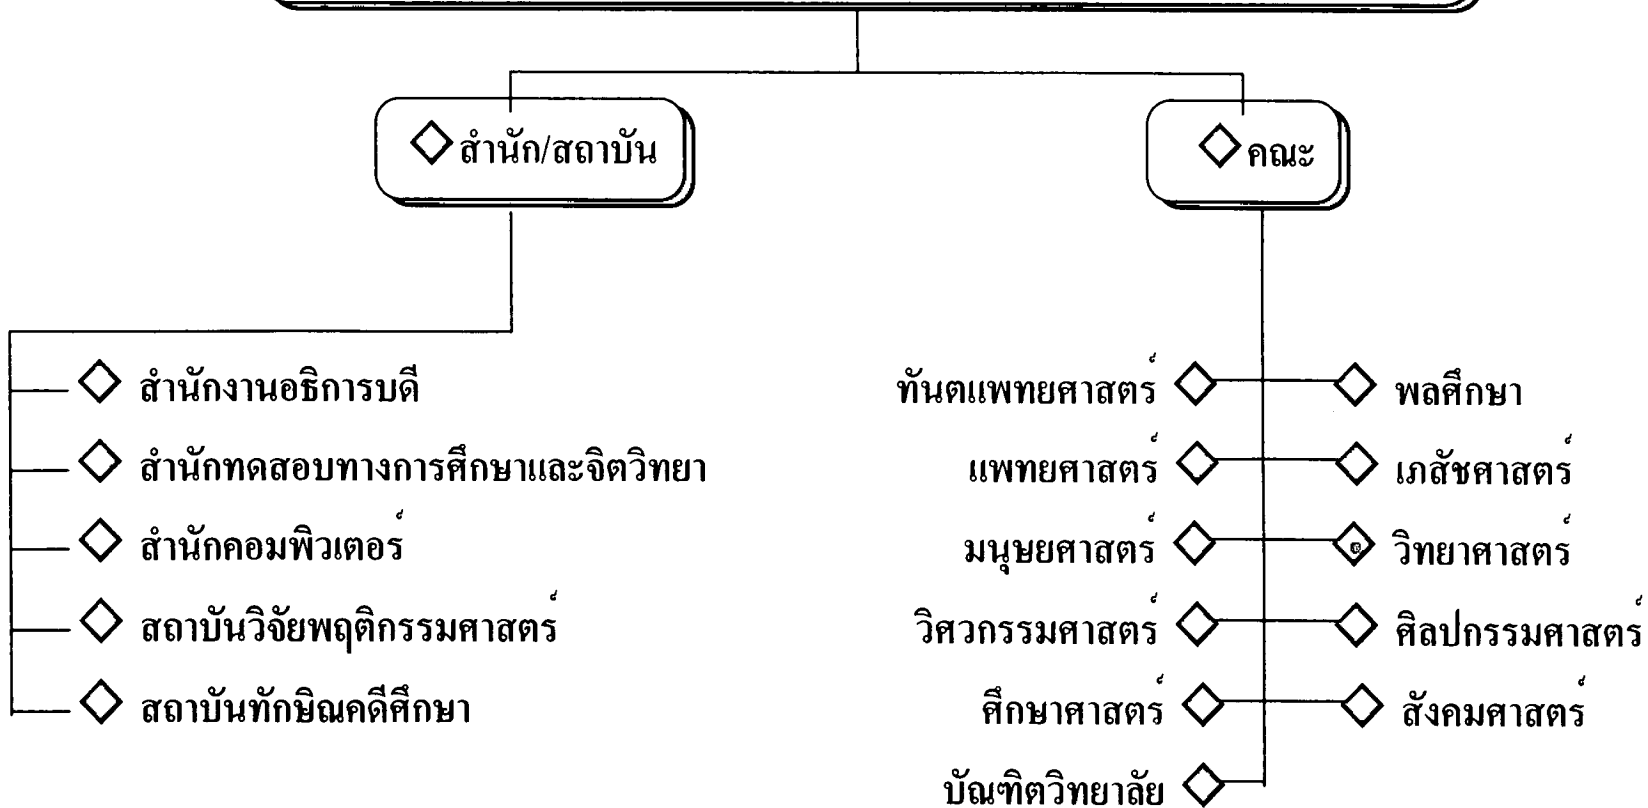 สำนัก/สถาบัน
คณะ
สำนักงานอธิการบดี
สำนักทดสอบทางการศึกษาและจิตวิทยา
สำนักคอมพิวเตอร์
สถาบันวิจัยพฤติกรรมศาสตร์
สถาบันทักษิณคดีศึกษา
ทันตแพทยศาสตร์ พลศึกษา
แพทยศาสตร์ เภสัชศาสตร์
มนุษยศาสตร์ วิทยาศาสตร์
วิศวกรรมศาสตร์ ศิลปกรรมศาสตร์
ศึกษาศาสตร์ สังคมศาสตร์
บัณฑิตวิทยาลัย